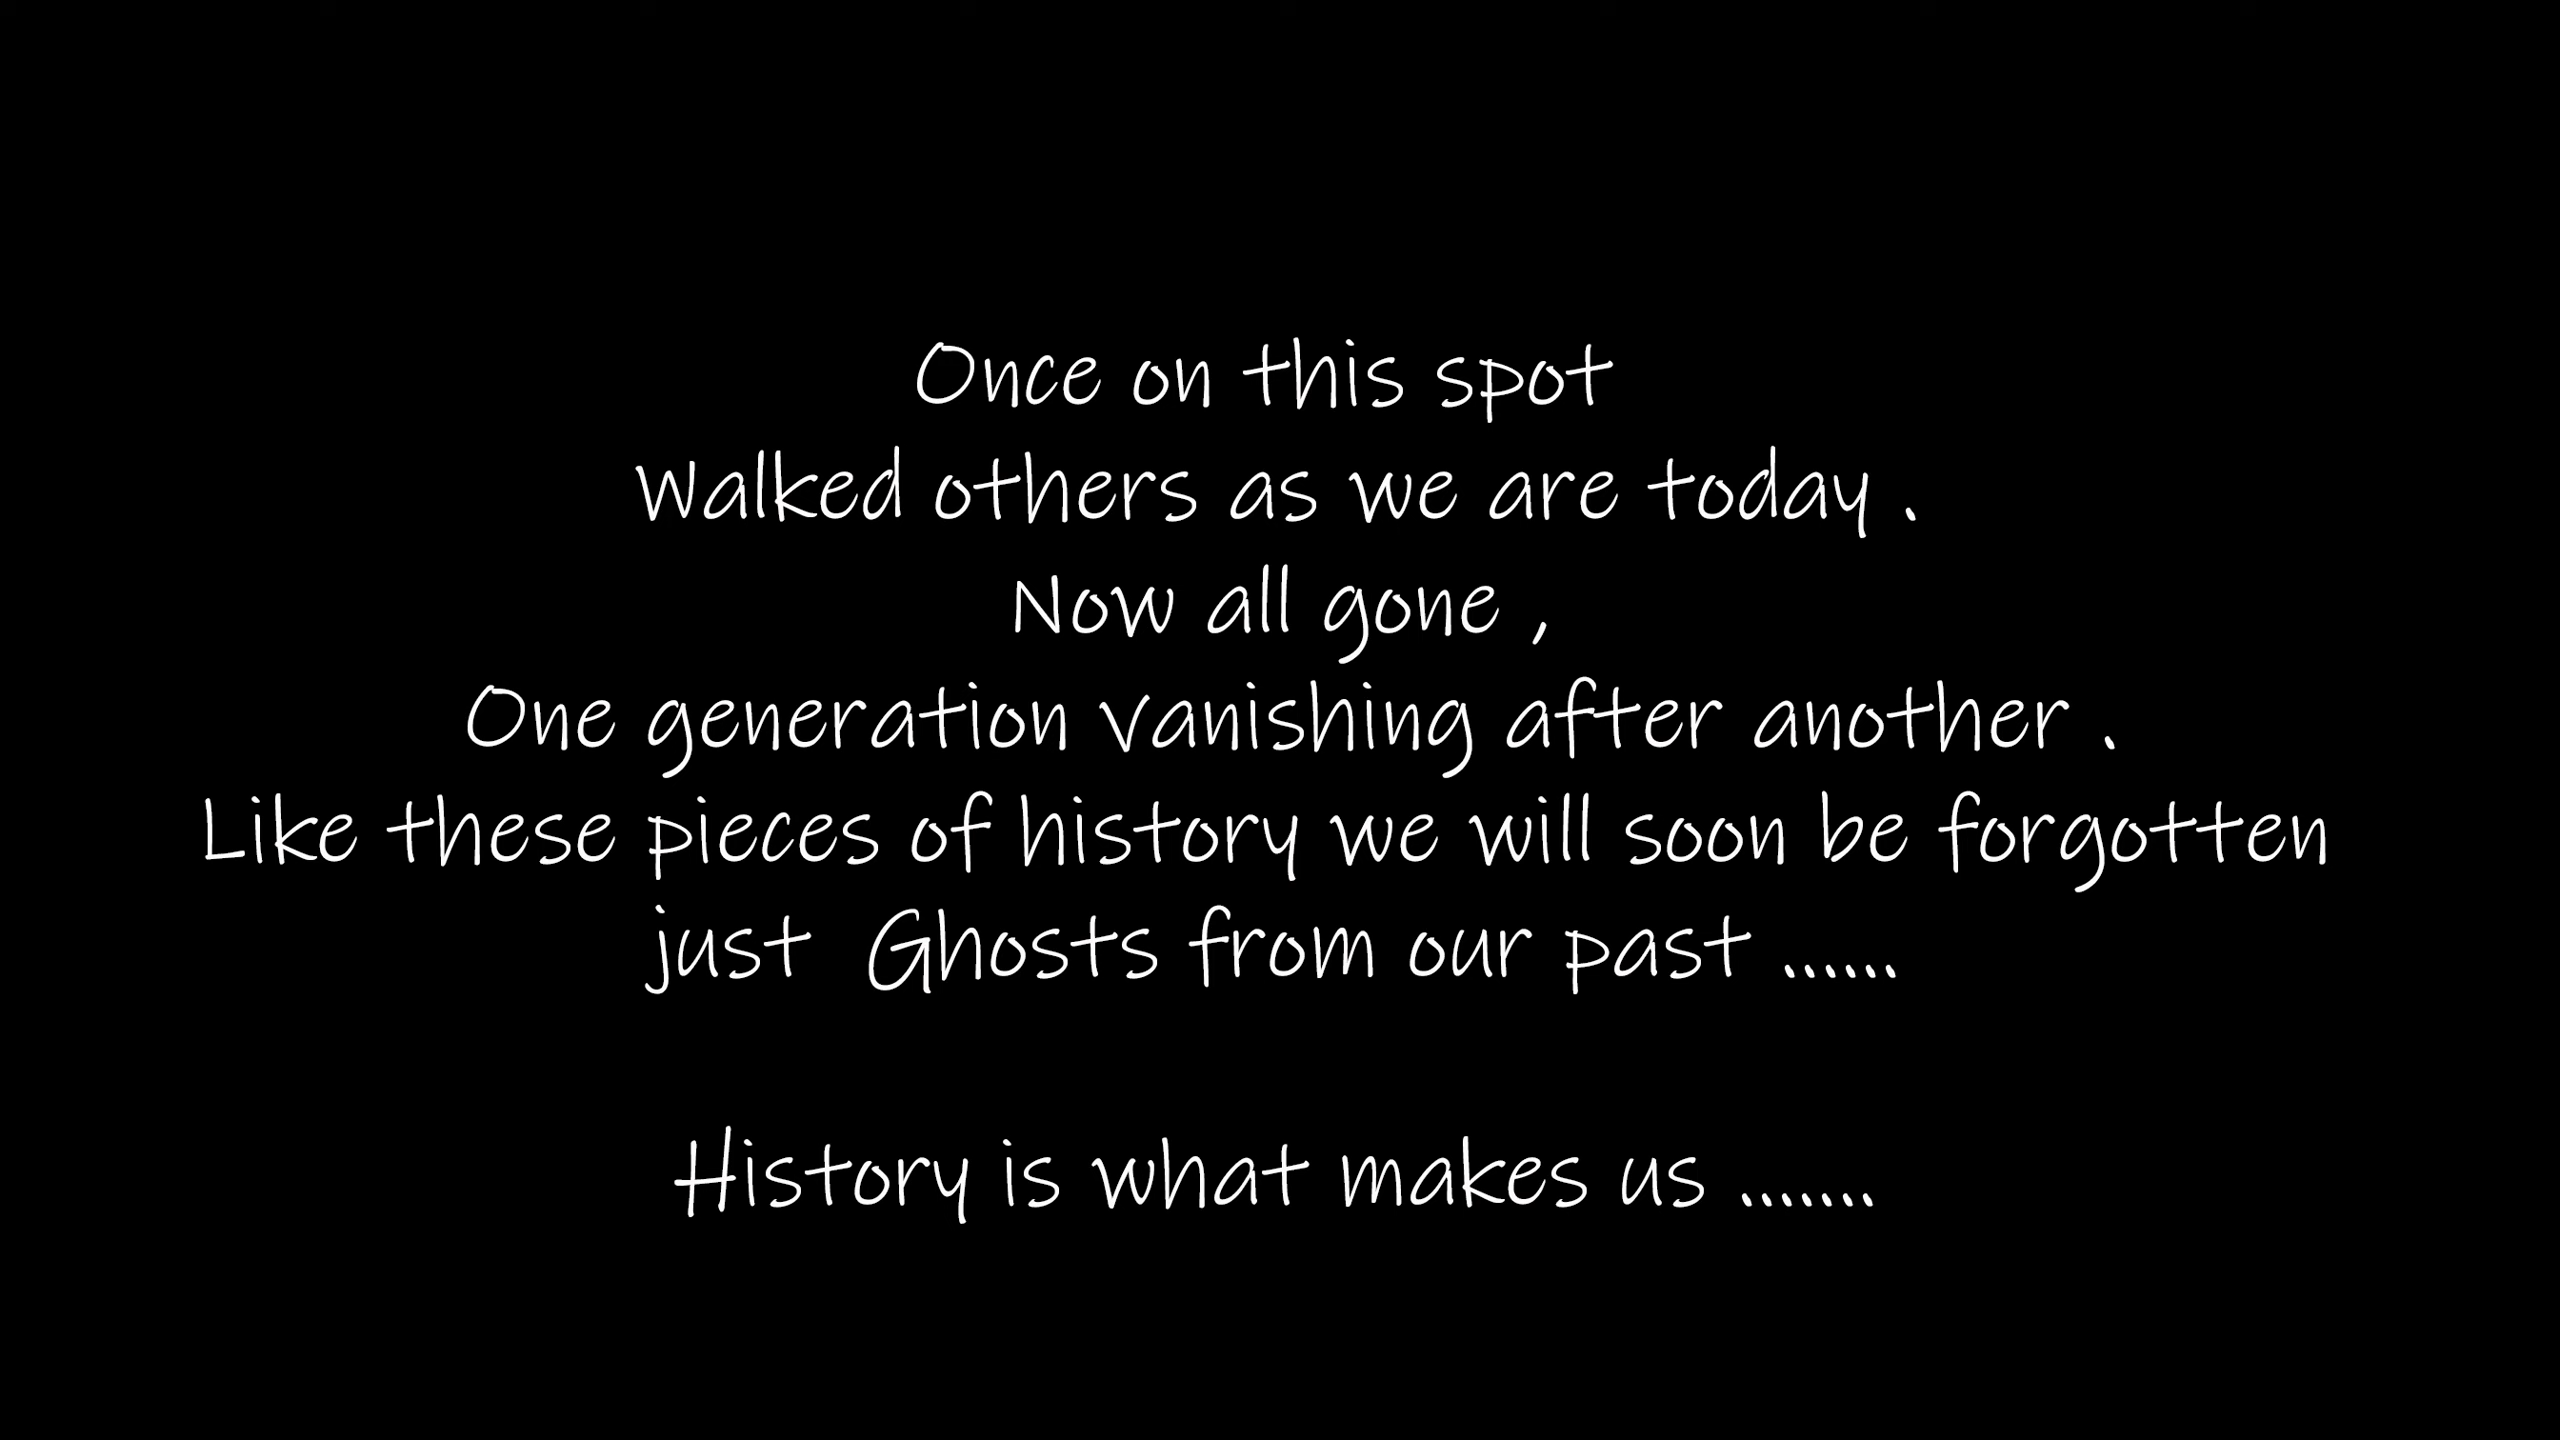 Once on this spot
Walked others as we are today .
Now all gone ,
One generation vanishing after another .
Like these pieces of history we will soon be forgotten
just  Ghosts from our past ......
History is what makes us .......